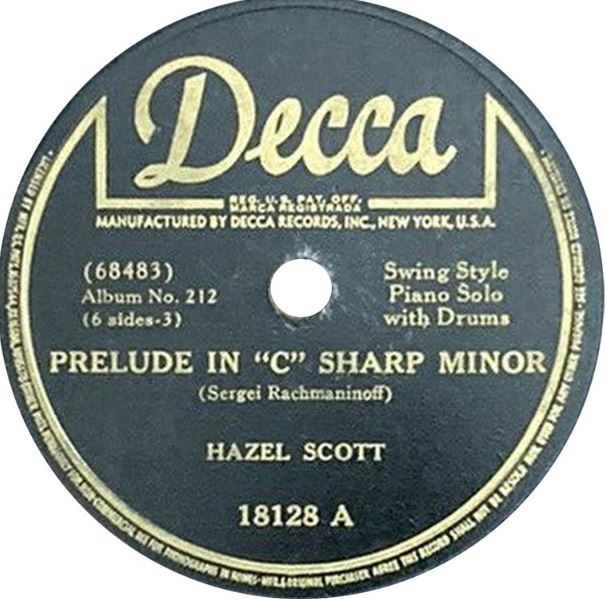 Decca
REG. U.S. PAT. OFF.
MARCA REGISTRADA
MANUFACTURED BY DECCA RECORDS, INC., NEW YORK, U.S.A.
(68483)
Album No. 212
(6 sides-3)
Swing Style
Piano Solo
with Drums
PRELUDE IN “C” SHARP MINOR
(Sergei Rachmaninoff)
HAZEL SCOTT
18128 A